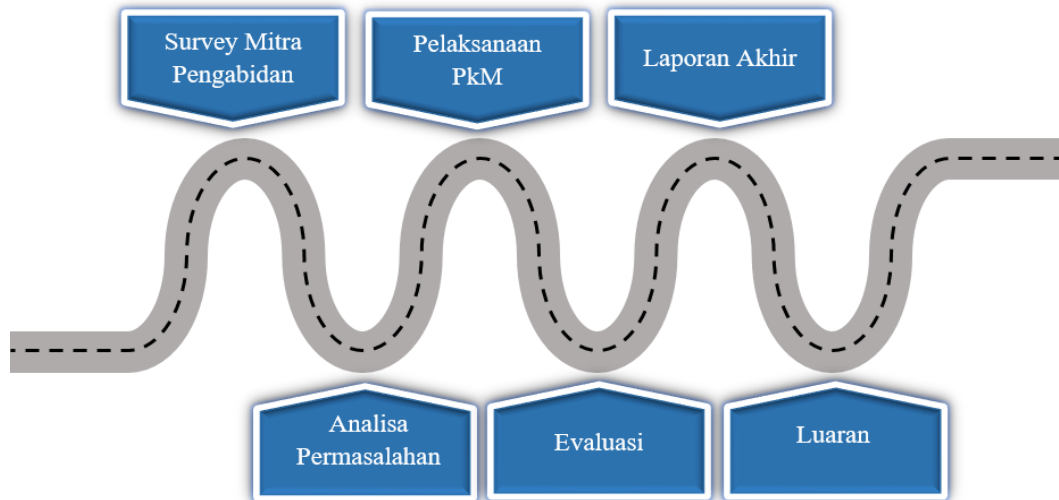 Survey Mitra
Pengabidan
Pelaksanaan
PkM
Laporan Akhir
Analisa
Permasalahan
Evaluasi
Luaran